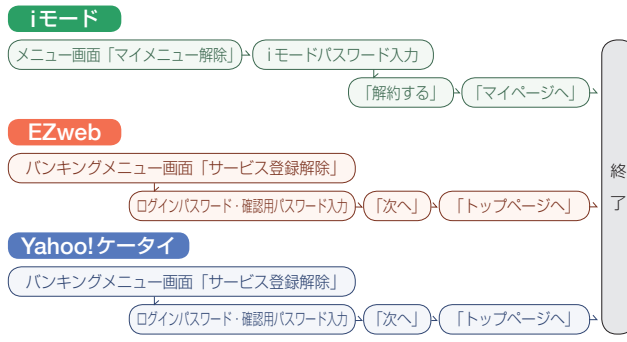 iモード
メニュー画面「マイメニュー解除」
iモードパスワード入力
「解約する」
「マイページへ」
EZweb
バンキングメニュー画面「サービス登録解除」
ログインパスワード・確認用パスワード入力
「次へ」
「トップページへ」
Yahoo!ケータイ
バンキングメニュー画面「サービス登録解除」
ログインパスワード・確認用パスワード入力
「次へ」
「トップページへ」
終了